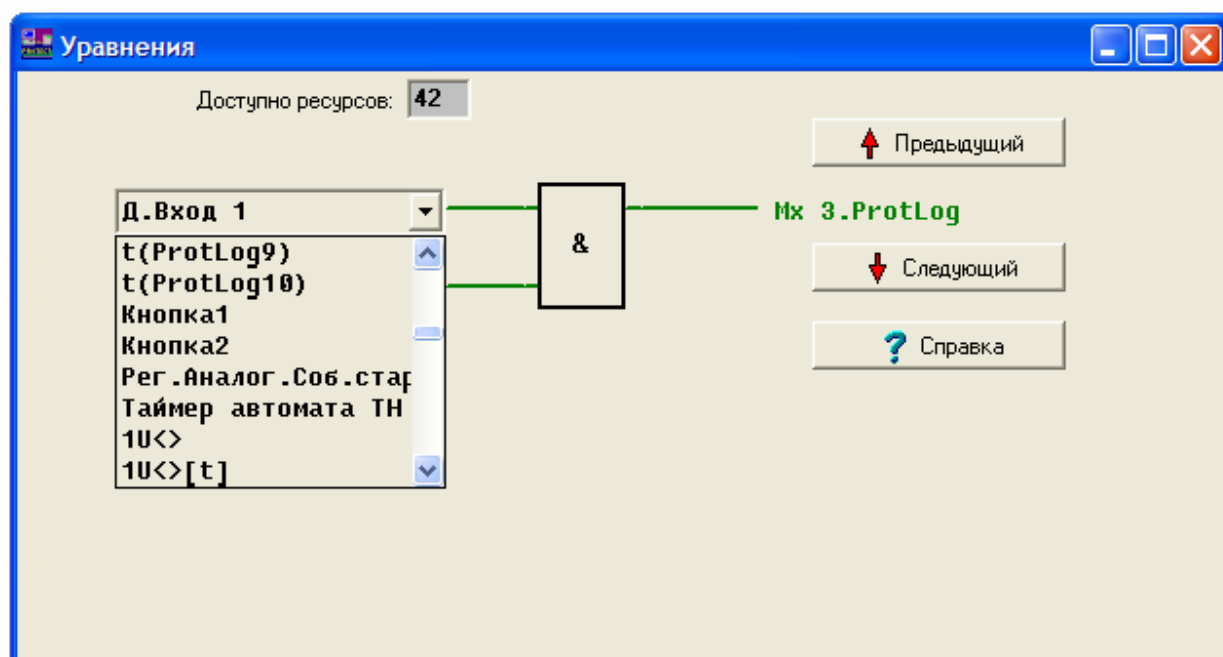 Уравнения
Доступно ресурсов: 42
Предыдущий
Д.Вход 1
&
Мх 3.ProtLog
t(ProtLog9)
t(ProtLog10)
Кнопка1
Кнопка2
Рег.Аналог.Соб.стар
Таймер автомата ТН
1U<>
1U<>[t]
Следующий
? Справка